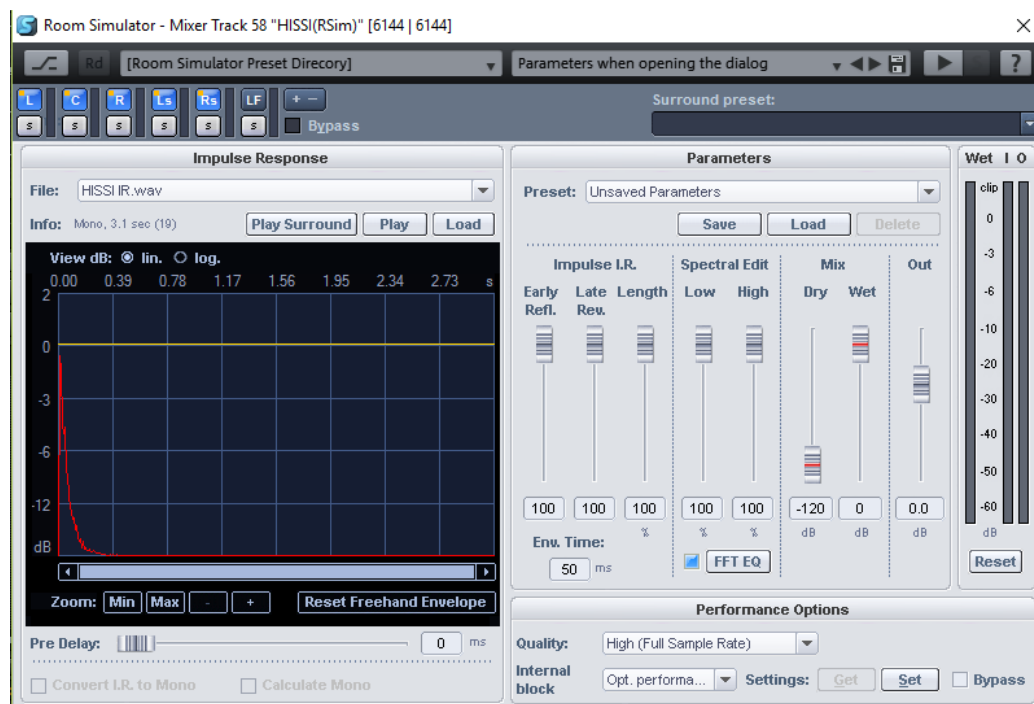 Room Simulator - Mixer Track 58 "HISSI(RSim)" [6144 | 6144]
Rd [Room Simulator Preset Direcory] Parameters when opening the dialog ?
L C R Ls Rs LF + - Surround preset:
s s s s s s Bypass
Impulse Response
File: HISSI IR.wav
Info: Mono, 3.1 sec (19) Play Surround Play Load
View dB: lin. log.
0.00 0.39 0.78 1.17 1.56 1.95 2.34 2.73 s
2
0
-3
-6
-12
dB
Zoom: Min Max - + Reset Freehand Envelope
Pre Delay: 0 ms
Convert I.R. to Mono Calculate Mono
Parameters
Preset: Unsaved Parameters
Save Load Delete
Impulse I.R. Spectral Edit Mix Out
Early Refl. Late Rev. Length Low High Dry Wet
100 100 100 100 100 -120 0 0.0
% % % dB dB dB
Env. Time:
50 ms FFT EQ
Wet I O
clip
0
-3
-6
-10
-20
-30
-40
-50
-60
dB
Reset
Performance Options
Quality: High (Full Sample Rate)
Internal block Opt. performa... Settings: Get Set Bypass